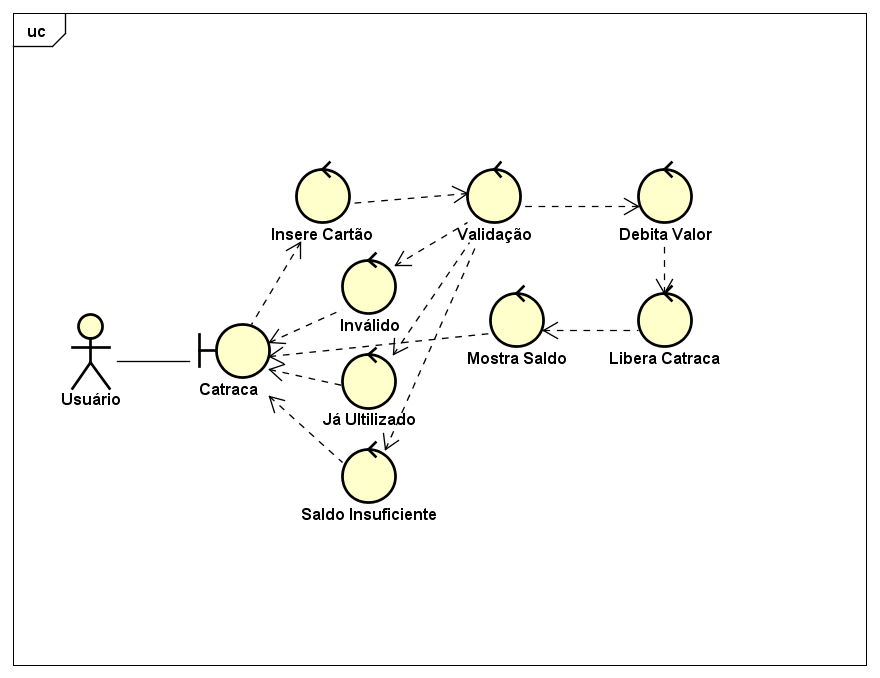 uc
Insere Cartão
Validação
Debita Valor
Inválido
Mostra Saldo
Libera Catraca
Usuário
Catraca
Já Ultilizado
Saldo Insuficiente